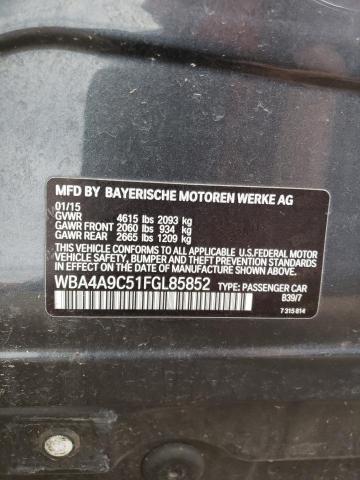 MFD BY BAYERISCHE MOTOREN WERKE AG
01/15
GVWR 4615 lbs 2093 kg
GAWR FRONT 2060 lbs 934 kg
GAWR REAR 2665 lbs 1209 kg
THIS VEHICLE CONFORMS TO ALL APPLICABLE U.S.FEDERAL MOTOR
VEHICLE SAFETY, BUMPER, AND THEFT PREVENTION STANDARDS IN
EFFECT ON THE DATE OF MANUFACTURE SHOWN ABOVE.
WBA4A9C51FGL85852 TYPE: PASSENGER CAR
B39/7
7 315 814